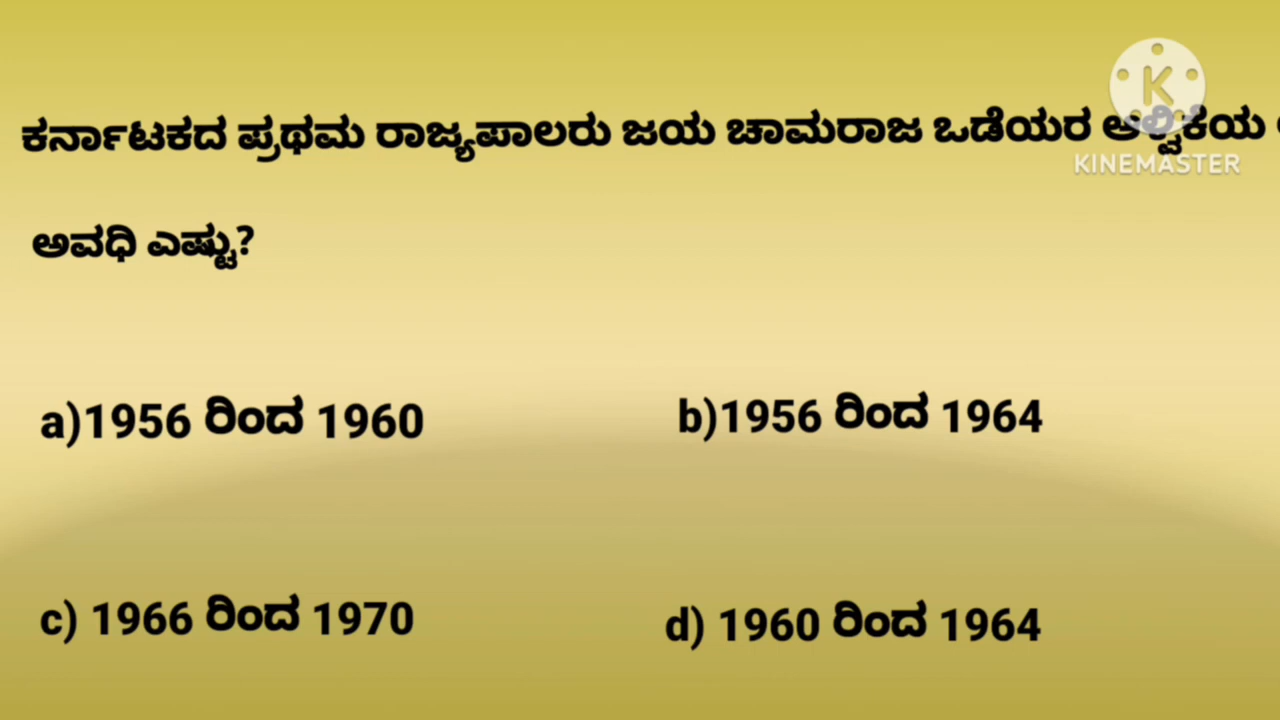 ಕರ್ನಾಟಕದ ಪ್ರಥಮ ರಾಜ್ಯಪಾಲರು ಜಯ ಚಾಮರಾಜ ಒಡೆಯರ ಆಳ್ವಿಕೆಯ
KINEMASTER
ಅವಧಿ ಎಷ್ಟು?
a)1956 ರಿಂದ 1960
b)1956 ರಿಂದ 1964
c) 1966 ರಿಂದ 1970
d) 1960 ರಿಂದ 1964